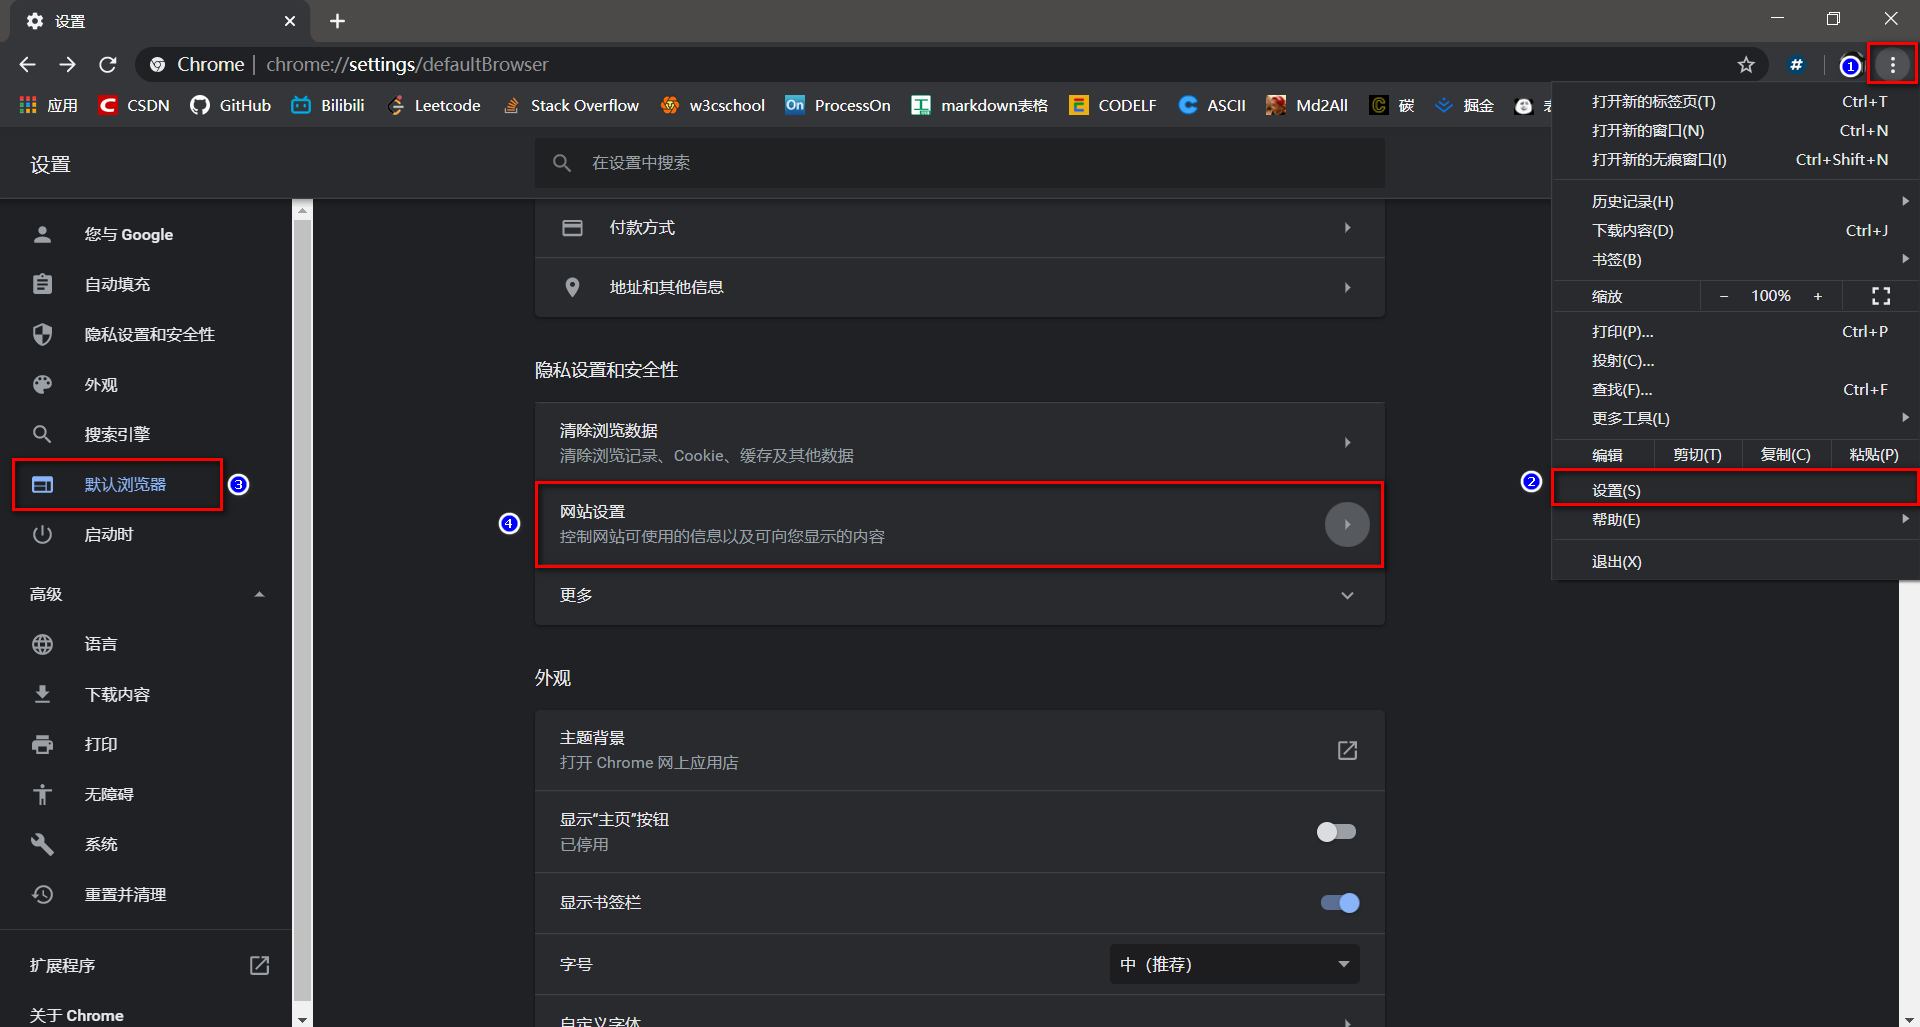 设置
Chrome | chrome://settings/defaultBrowser
#
1
应用 CSDN GitHub Bilibili Leetcode Stack Overflow w3cschool On ProcessOn markdown表格 CODELF ASCII Md2All 碳 掘金
设置
在设置中搜索
您与 Google
自动填充
隐私设置和安全性
外观
搜索引擎
默认浏览器
3
启动时
高级
语言
下载内容
打印
无障碍
系统
重置并清理
扩展程序
关于 Chrome
付款方式
地址和其他信息
隐私设置和安全性
清除浏览数据
清除浏览记录、Cookie、缓存及其他数据
4
网站设置
控制网站可使用的信息以及可向您显示的内容
更多
外观
主题背景
打开 Chrome 网上应用店
显示“主页”按钮
已停用
显示书签栏
字号 中（推荐）
自定义字体
打开新的标签页(T) Ctrl+T
打开新的窗口(N) Ctrl+N
打开新的无痕窗口(I) Ctrl+Shift+N
历史记录(H)
下载内容(D) Ctrl+J
书签(B)
缩放 − 100% +
打印(P)... Ctrl+P
投射(C)...
查找(F)... Ctrl+F
更多工具(L)
编辑 剪切(T) 复制(C) 粘贴(P)
2
设置(S)
帮助(E)
退出(X)